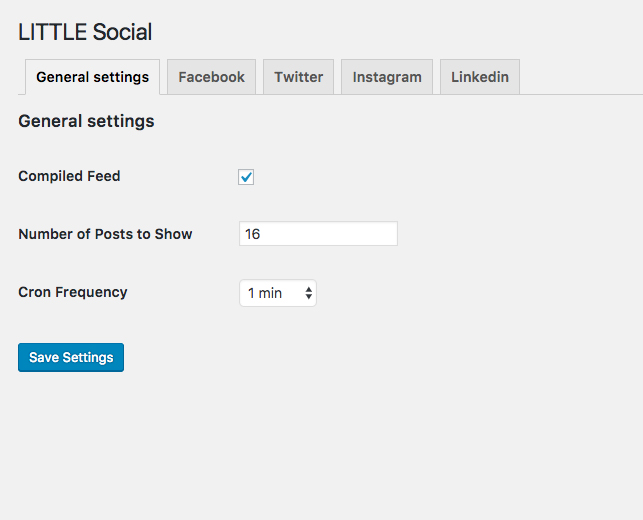 LITTLE Social
General settings Facebook Twitter Instagram Linkedin
General settings
Compiled Feed
Number of Posts to Show 16
Cron Frequency 1 min
Save Settings